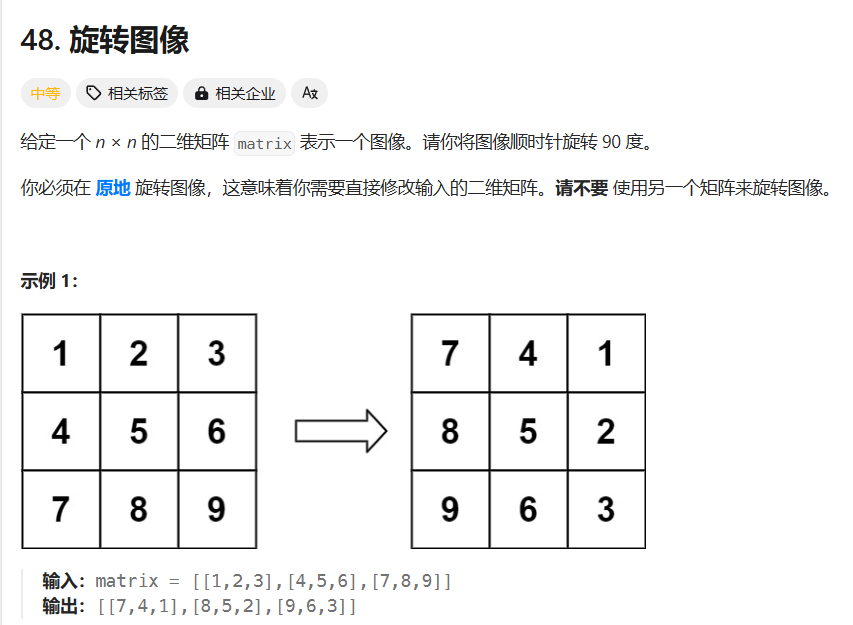 48. 旋转图像
中等 相关标签 相关企业 Ax
给定一个 n × n 的二维矩阵 matrix 表示一个图像。请你将图像顺时针旋转 90 度。
你必须在 原地 旋转图像，这意味着你需要直接修改输入的二维矩阵。请不要 使用另一个矩阵来旋转图像。
示例 1：
1 2 3 7 4 1
4 5 6 8 5 2
7 8 9 9 6 3
输入：matrix = [[1,2,3],[4,5,6],[7,8,9]]
输出：[[7,4,1],[8,5,2],[9,6,3]]